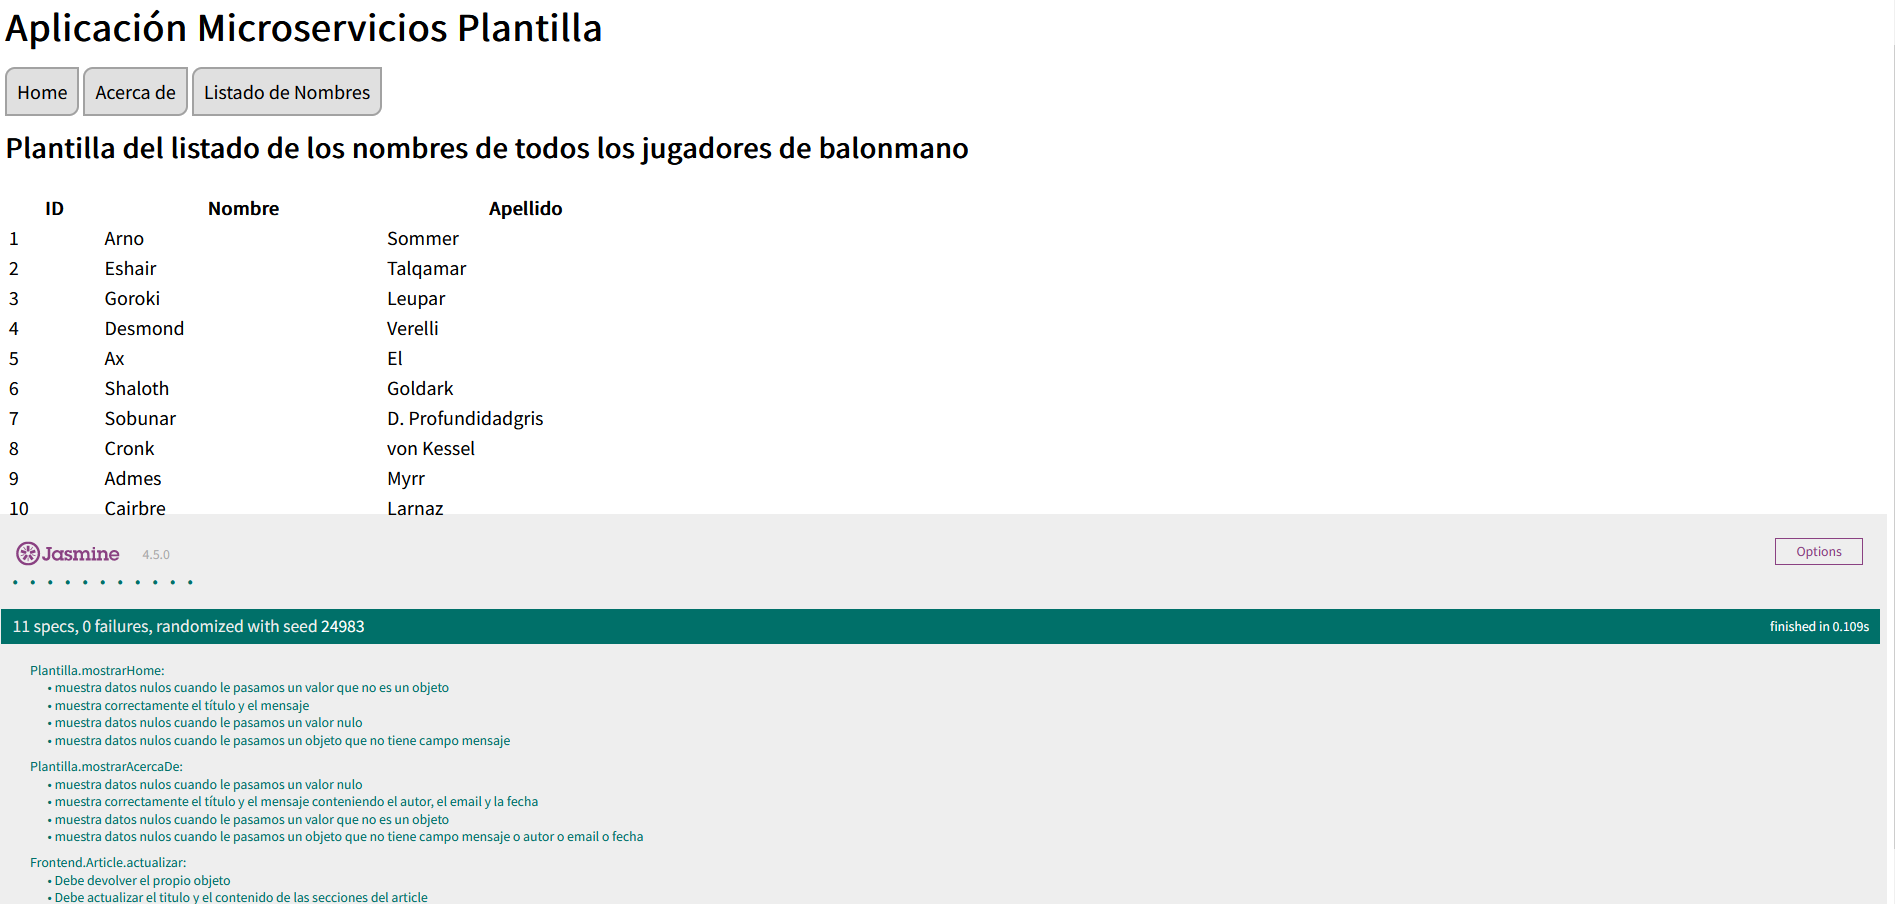 Aplicación Microservicios Plantilla
Home Acerca de Listado de Nombres
Plantilla del listado de los nombres de todos los jugadores de balonmano
ID Nombre Apellido
1 Arno Sommer
2 Eshair Talqamar
3 Goroki Leupar
4 Desmond Verelli
5 Ax El
6 Shaloth Goldark
7 Sobunar D. Profundidadgris
8 Cronk von Kessel
9 Admes Myrr
10 Cairbre Larnaz
Jasmine 4.5.0 Options
• • • • • • • • • • •
11 specs, 0 failures, randomized with seed 24983 finished in 0.109s
Plantilla.mostrarHome:
• muestra datos nulos cuando le pasamos un valor que no es un objeto
• muestra correctamente el título y el mensaje
• muestra datos nulos cuando le pasamos un valor nulo
• muestra datos nulos cuando le pasamos un objeto que no tiene campo mensaje
Plantilla.mostrarAcercaDe:
• muestra datos nulos cuando le pasamos un valor nulo
• muestra correctamente el título y el mensaje conteniendo el autor, el email y la fecha
• muestra datos nulos cuando le pasamos un valor que no es un objeto
• muestra datos nulos cuando le pasamos un objeto que no tiene campo mensaje o autor o email o fecha
Frontend.Article.actualizar:
• Debe devolver el propio objeto
• Debe actualizar el titulo y el contenido de las secciones del article